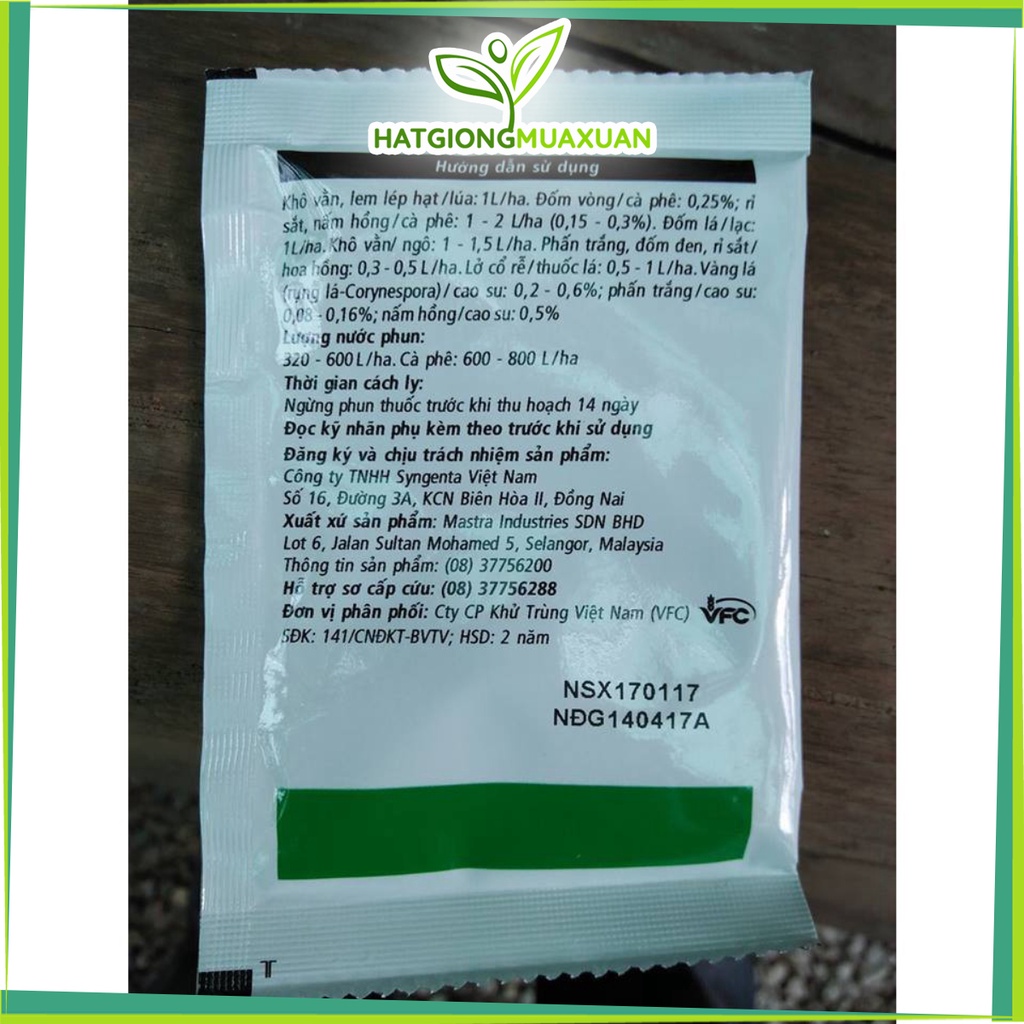 HATGIONGMUAXUAN
Hướng dẫn sử dụng
Khô vằn, lem lép hạt/lúa: 1L/ha. Đốm vòng/cà phê: 0,25%; rỉ
sắt, nấm hồng/cà phê: 1 - 2 L/ha (0,15 - 0,3%). Đốm lá/lạc:
1L/ha. Khô vằn/ ngô: 1 - 1,5L/ha. Phấn trắng, đốm đen, rỉ sắt/
hoa hồng: 0,3 - 0,5L/ha. Lở cổ rễ/thuốc lá: 0,5 - 1L/ha. Vàng lá
(rụng lá-Corynespora)/cao su: 0,2 - 0,6%; phấn trắng/cao su:
0,08 - 0,16%; nấm hồng/cao su: 0,5%
Lượng nước phun:
320 - 600L/ha. Cà phê: 600 - 800 L/ha
Thời gian cách ly:
Ngừng phun thuốc trước khi thu hoạch 14 ngày
Đọc kỹ nhãn phụ kèm theo trước khi sử dụng
Đăng ký và chịu trách nhiệm sản phẩm:
Công ty TNHH Syngenta Việt Nam
Số 16, Đường 3A, KCN Biên Hòa II, Đồng Nai
Xuất xứ sản phẩm: Mastra Industries SDN BHD
Lot 6, Jalan Sultan Mohamed 5, Selangor, Malaysia
Thông tin sản phẩm: (08) 37756200
Hỗ trợ sơ cấp cứu: (08) 37756288
Đơn vị phân phối: Cty CP Khử Trùng Việt Nam (VFC) VFC
SĐK: 141/CNĐKT-BVTV; HSD: 2 năm
NSX170117
NĐG140417A
T